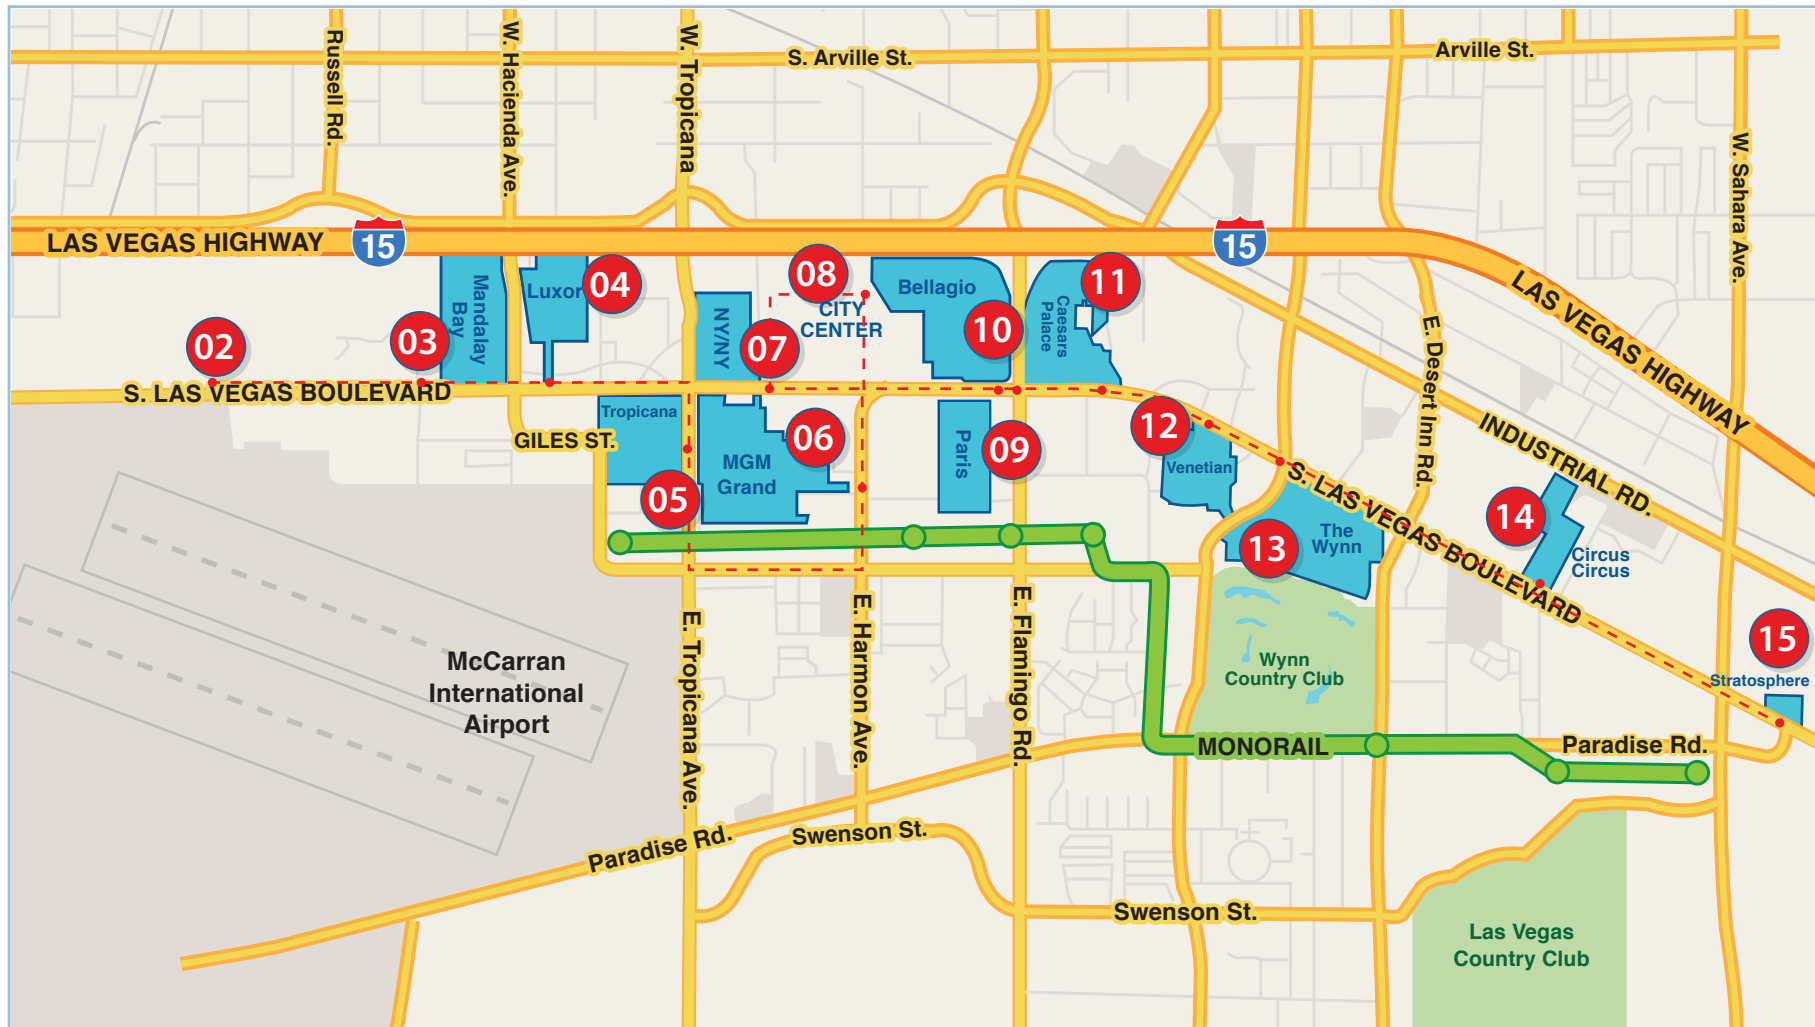 S. Arville St.
Arville St.
Russell Rd.
W. Hacienda Ave.
W. Tropicana
W. Sahara Ave.
LAS VEGAS HIGHWAY
15
15
LAS VEGAS HIGHWAY
02
03
Mandalay
Bay
Luxor
04
NY/NY
07
08
CITY
CENTER
Bellagio
10
Caesars
Palace
11
E. Desert Inn Rd.
INDUSTRIAL RD.
S. LAS VEGAS BOULEVARD
GILES ST.
Tropicana
05
MGM
Grand
06
Paris
09
12
Venetian
S. LAS VEGAS BOULEVARD
13
The
Wynn
14
Circus
Circus
15
Stratosphere
McCarran
International
Airport
E. Tropicana Ave.
E. Harmon Ave.
E. Flamingo Rd.
Wynn
Country Club
MONORAIL
Paradise Rd.
Paradise Rd.
Swenson St.
Swenson St.
Las Vegas
Country Club